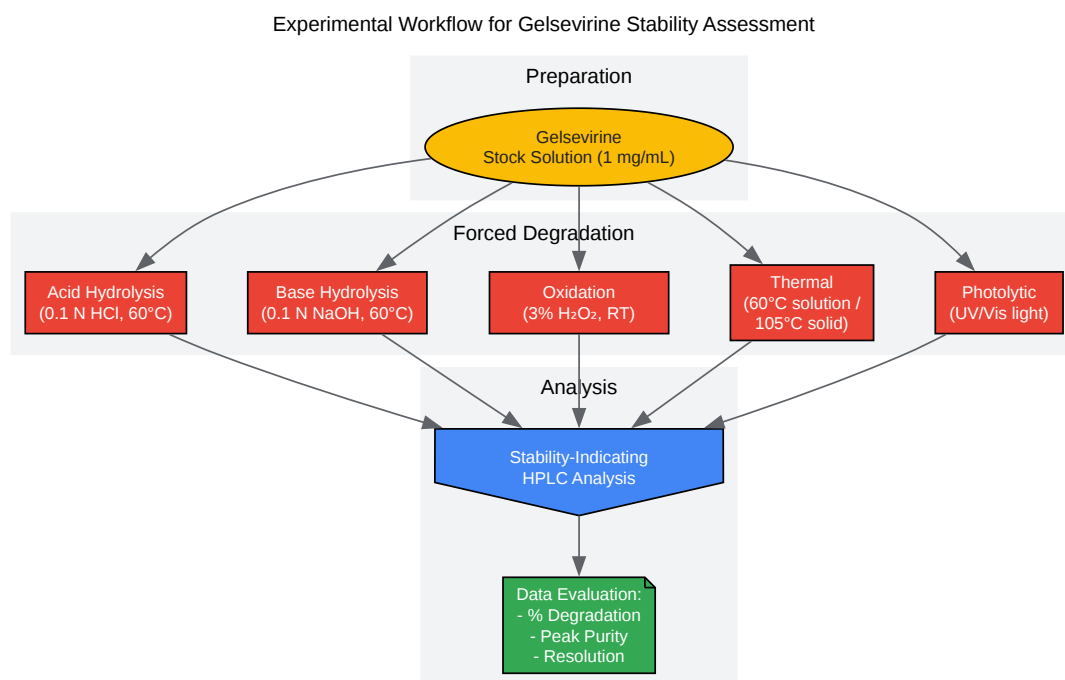 Experimental Workflow for Gelsevirine Stability Assessment
Preparation
Gelsevirine
Stock Solution (1 mg/mL)
Forced Degradation
Acid Hydrolysis
(0.1 N HCl, 60°C)
Base Hydrolysis
(0.1 N NaOH, 60°C)
Oxidation
(3% H₂O₂, RT)
Thermal
(60°C solution /
105°C solid)
Photolytic
(UV/Vis light)
Analysis
Stability-Indicating
HPLC Analysis
Data Evaluation:
- % Degradation
- Peak Purity
- Resolution